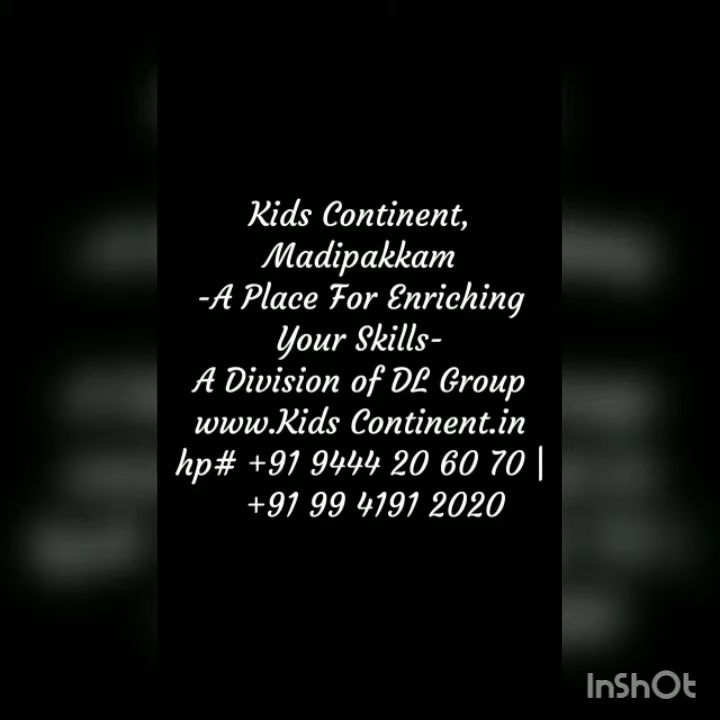 Kids Continent,
Madipakkam
-A Place For Enriching
Your Skills-
A Division of DL Group
www.Kids Continent.in
hp# +91 9444 20 60 70 |
+91 99 4191 2020
InShOt